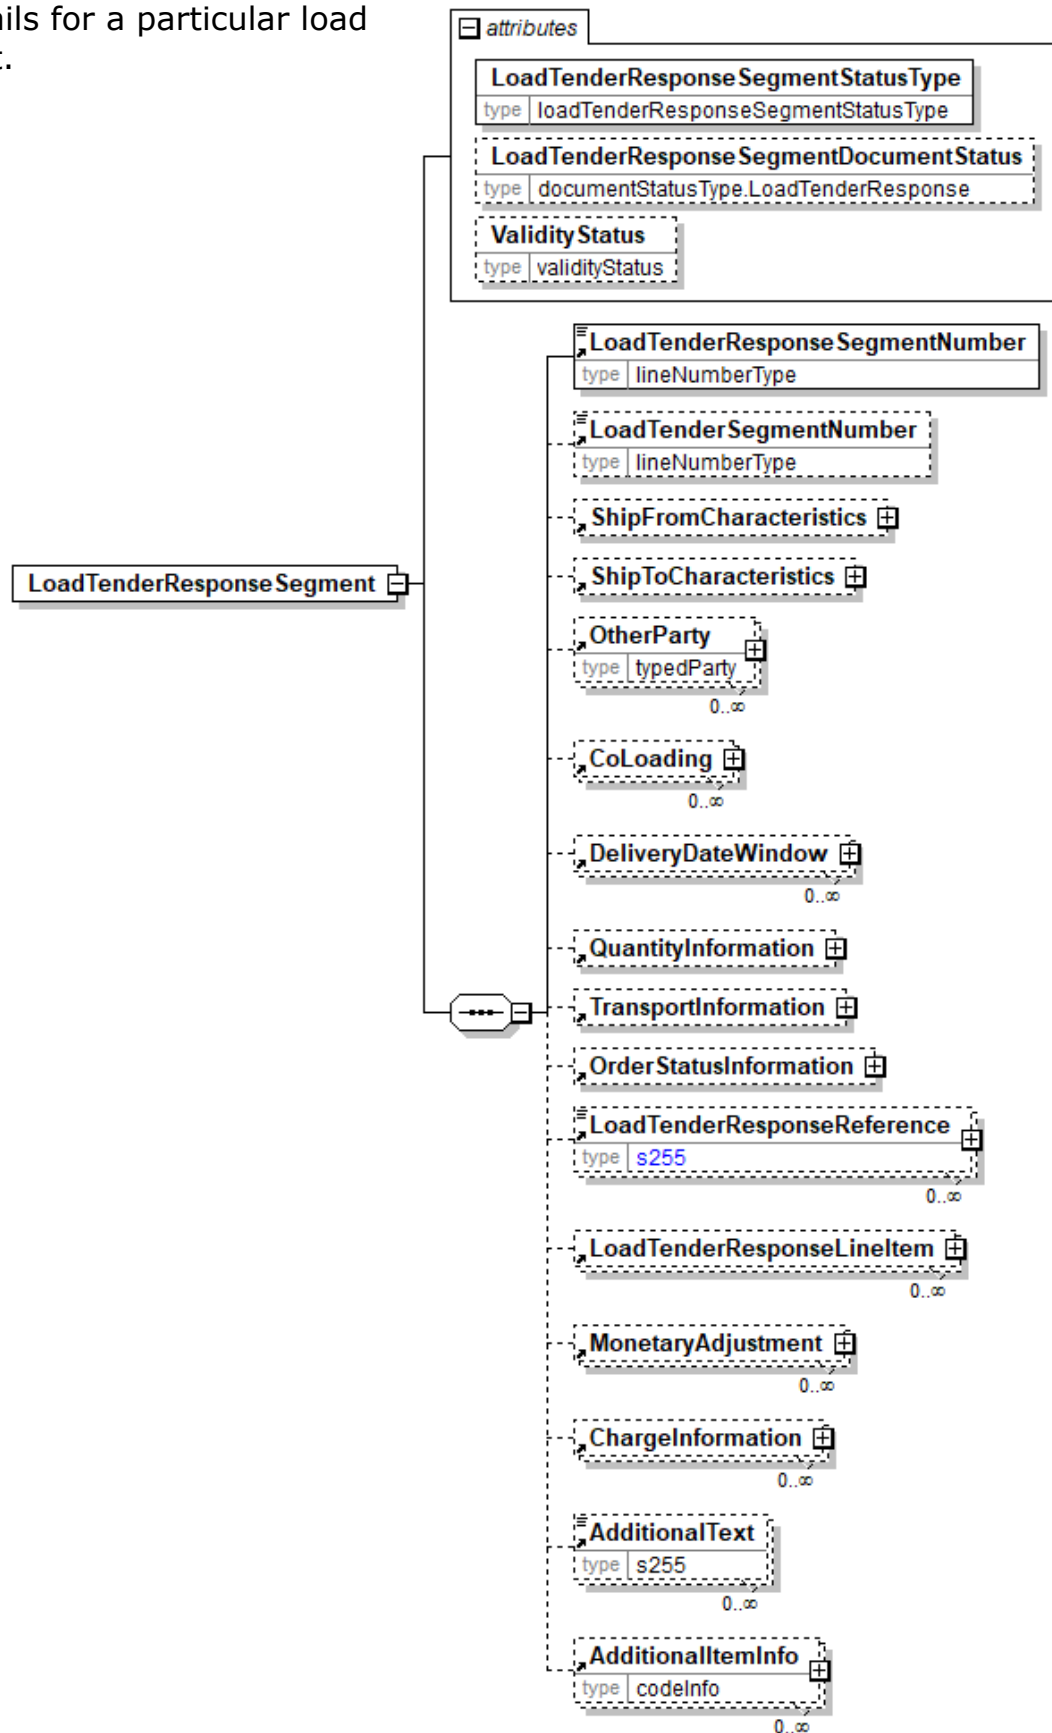 ils for a particular load
t.
attributes
LoadTenderResponseSegmentStatusType
type loadTenderResponseSegmentStatusType
LoadTenderResponseSegmentDocumentStatus
type documentStatusType.LoadTenderResponse
ValidityStatus
type validityStatus
LoadTenderResponseSegmentNumber
type lineNumberType
LoadTenderSegmentNumber
type lineNumberType
ShipFromCharacteristics
ShipToCharacteristics
LoadTenderResponseSegment
OtherParty
type typedParty
0..∞
CoLoading
0..∞
DeliveryDateWindow
0..∞
QuantityInformation
TransportInformation
OrderStatusInformation
LoadTenderResponseReference
type s255
0..∞
LoadTenderResponseLineItem
0..∞
MonetaryAdjustment
0..∞
ChargeInformation
0..∞
AdditionalText
type s255
0..∞
AdditionalItemInfo
type codeInfo
0..∞